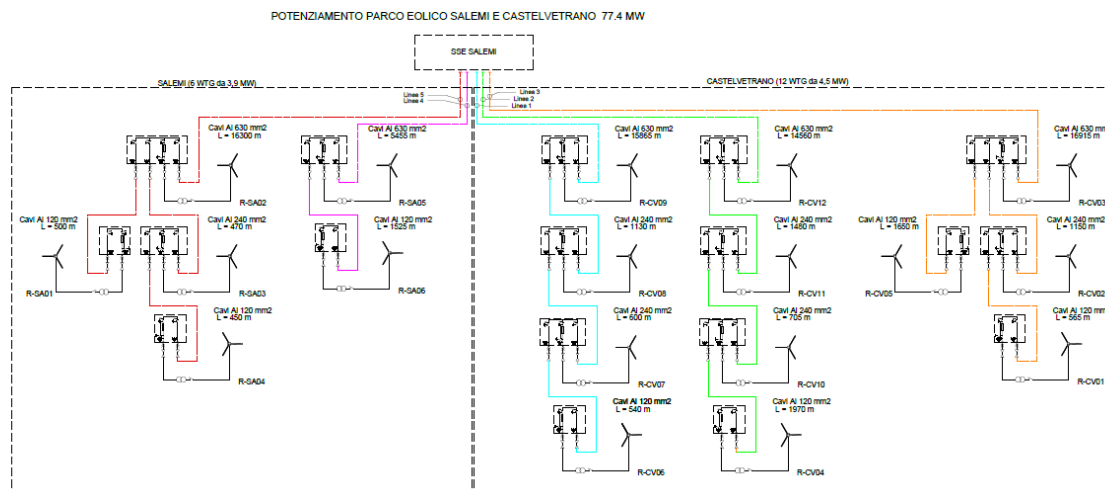 POTENZIAMENTO PARCO EOLICO SALEMI E CASTELVETRANO 77.4 MW
SSE SALEMI
SALEMI (6 WTG da 3,9 MW)
CASTELVETRANO (12 WTG da 4,5 MW)
Linea 5
Linea 4
Linea 3
Linea 2
Linea 1
Cavi Al 630 mm2
L = 16300 m
Cavi Al 630 mm2
L = 5455 m
Cavi Al 630 mm2
L = 15865 m
Cavi Al 630 mm2
L = 14560 m
Cavi Al 630 mm2
L = 16915 m
R-SA02
R-SA05
R-CV09
R-CV12
R-CV03
Cavi Al 120 mm2
L = 500 m
Cavi Al 240 mm2
L = 470 m
Cavi Al 120 mm2
L = 1525 m
Cavi Al 240 mm2
L = 1130 m
Cavi Al 240 mm2
L = 1480 m
Cavi Al 120 mm2
L = 1650 m
Cavi Al 240 mm2
L = 1150 m
R-SA01
R-SA03
R-SA06
R-CV08
R-CV11
R-CV05
R-CV02
Cavi Al 120 mm2
L = 450 m
Cavi Al 240 mm2
L = 600 m
Cavi Al 240 mm2
L = 705 m
Cavi Al 120 mm2
L = 565 m
R-SA04
R-CV07
R-CV10
R-CV01
Cavi Al 120 mm2
L = 540 m
Cavi Al 120 mm2
L = 1970 m
R-CV06
R-CV04